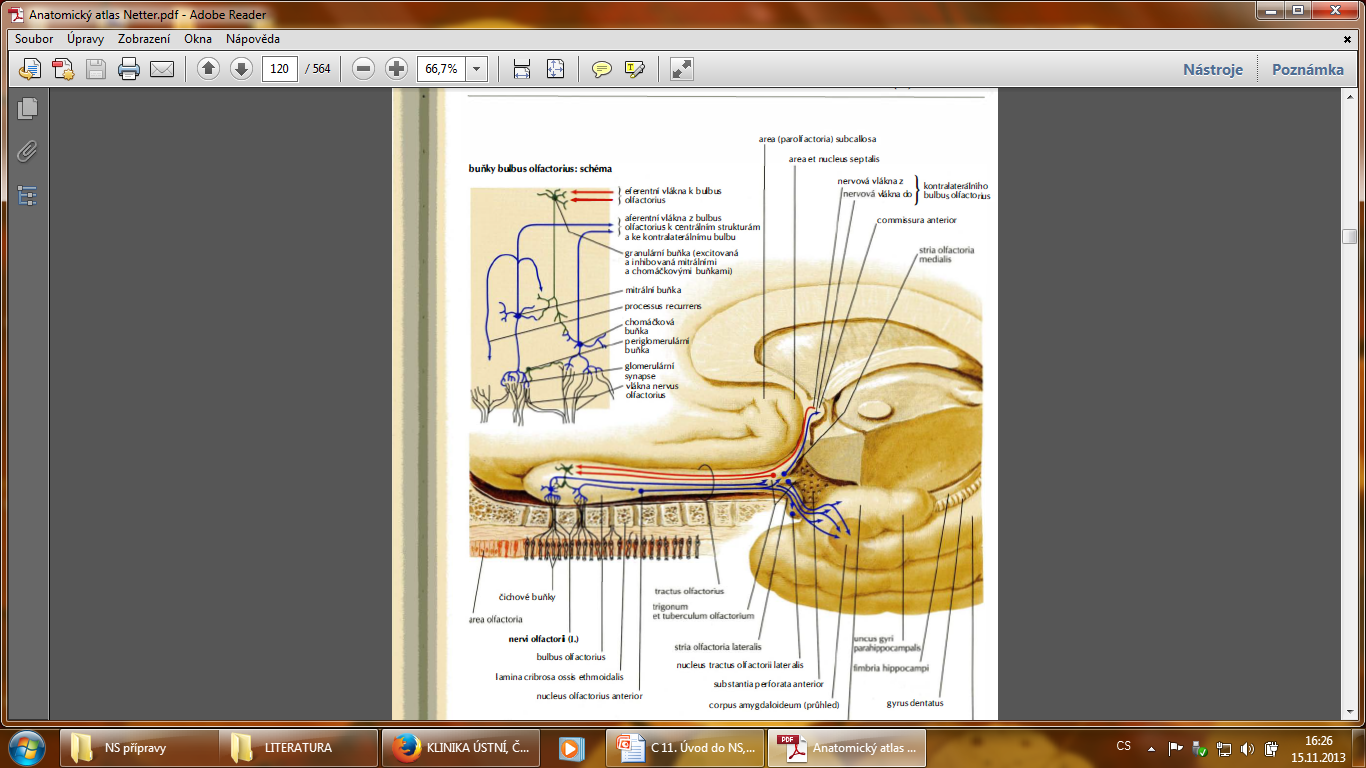 Anatomický atlas Netter.pdf - Adobe Reader
Soubor Úpravy Zobrazení Okna Nápověda
120 / 564 66,7% Nástroje Poznámka
area (parolfactoria) subcallosa
area et nucleus septalis
buňky bulbus olfactorius: schéma
nervová vlákna z
nervová vlákna do
kontralaterálního
bulbus olfactorius
eferentní vlákna k bulbus
olfactorius
commissura anterior
aferentní vlákna z bulbus
olfactorius k centrálním strukturám
a ke kontralaterálnímu bulbu
stria olfactoria
medialis
granulární buňka (excitovaná
a inhibovaná mitrálními
a chomáčkovými buňkami)
mitrální buňka
processus recurrens
chomáčková
buňka
periglomerulární
buňka
glomerulární
synapse
vlákna nervus
olfactorius
čichové buňky
area olfactoria
nervi olfactorii (I.)
bulbus olfactorius
lamina cribrosa ossis ethmoidalis
nucleus olfactorius anterior
tractus olfactorius
trigonum
et tuberculum olfactorium
stria olfactoria lateralis
nucleus tractus olfactorii lateralis
substantia perforata anterior
corpus amygdaloideum (průhled)
uncus gyri
parahippocampalis
fimbria hippocampi
gyrus dentatus
NS přípravy
LITERATURA
KLINIKA ÚSTNÍ, Č...
C 11. Úvod do NS,...
Anatomický atlas ...
CS
16:26
15.11.2013